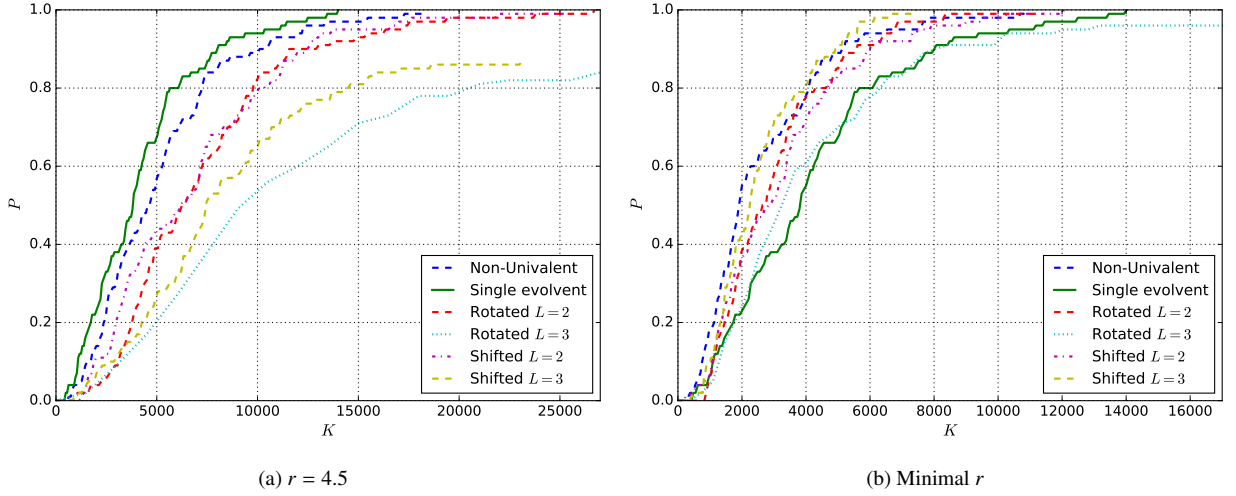 1.0
0.8
0.6
0.4
0.2
0.0
P
0 5000 10000 15000 20000 25000
K
Non-Univalent
Single evolvent
Rotated L = 2
Rotated L = 3
Shifted L = 2
Shifted L = 3
(a) r = 4.5
1.0
0.8
0.6
0.4
0.2
0.0
P
0 2000 4000 6000 8000 10000 12000 14000 16000
K
Non-Univalent
Single evolvent
Rotated L = 2
Rotated L = 3
Shifted L = 2
Shifted L = 3
(b) Minimal r